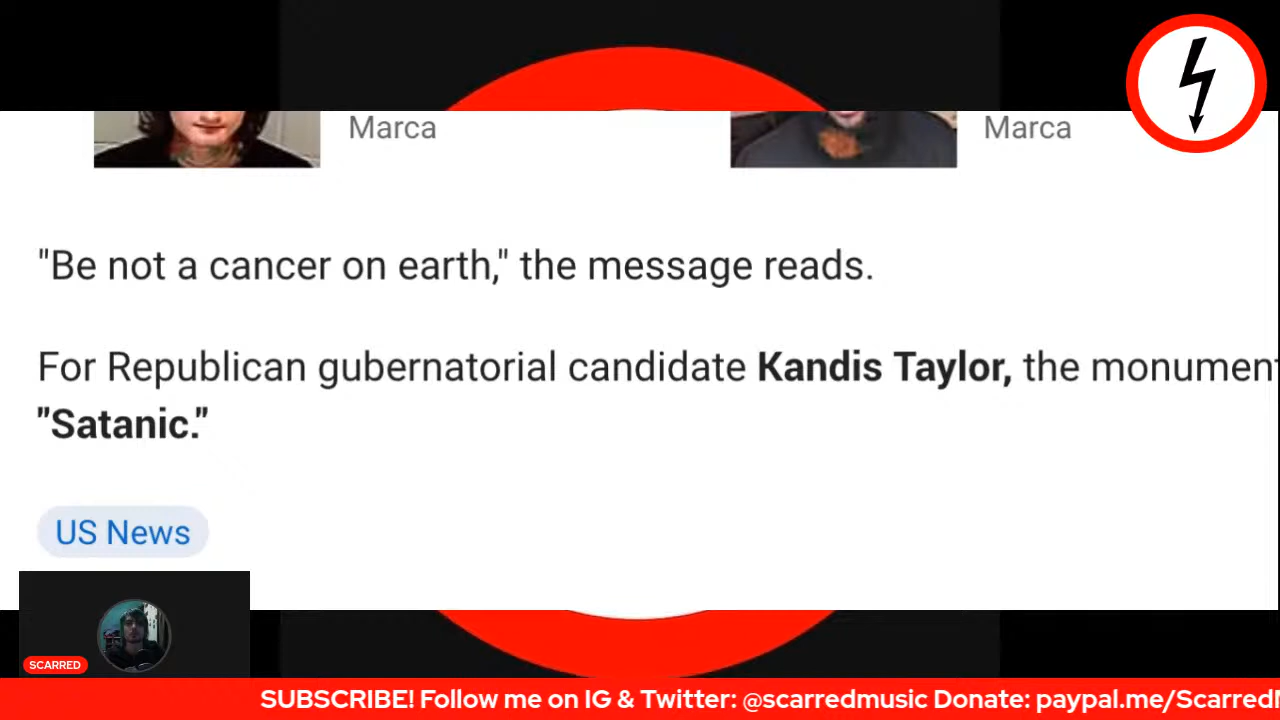 Marca
Marca
"Be not a cancer on earth," the message reads.
For Republican gubernatorial candidate Kandis Taylor, the monument
"Satanic."
US News
SCARRED
SUBSCRIBE! Follow me on IG & Twitter: @scarredmusic Donate: paypal.me/Scarred